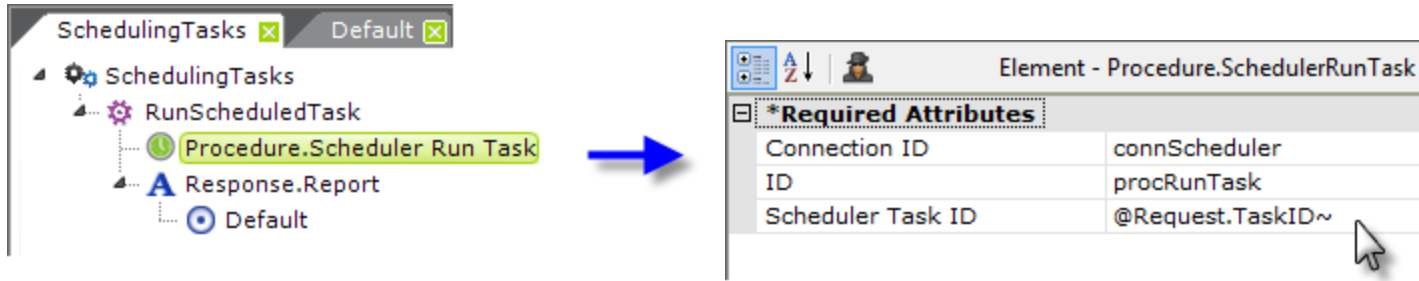 SchedulingTasks
Default
SchedulingTasks
RunScheduledTask
Procedure.Scheduler Run Task
Response.Report
Default
A
Z
Element - Procedure.SchedulerRunTask
*Required Attributes
Connection ID connScheduler
ID procRunTask
Scheduler Task ID @Request.TaskID~